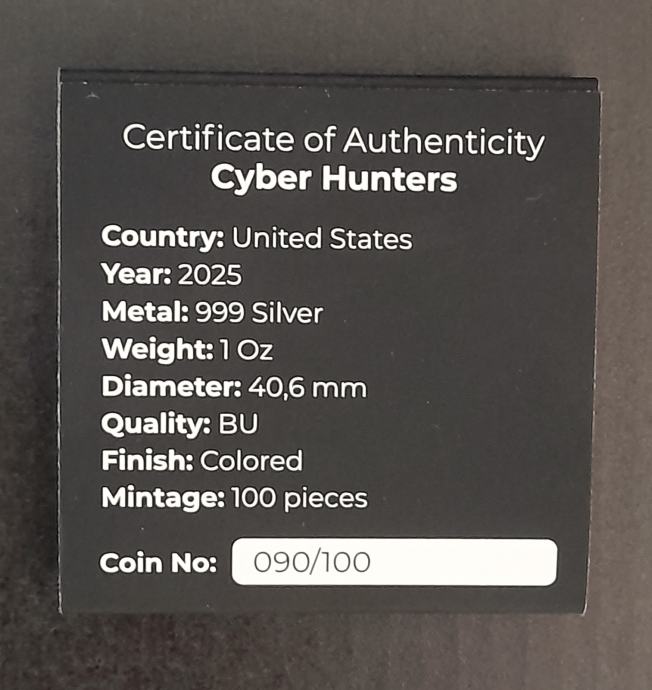 Certificate of Authenticity
Cyber Hunters
Country: United States
Year: 2025
Metal: 999 Silver
Weight: 1 Oz
Diameter: 40,6 mm
Quality: BU
Finish: Colored
Mintage: 100 pieces
Coin No: 090/100